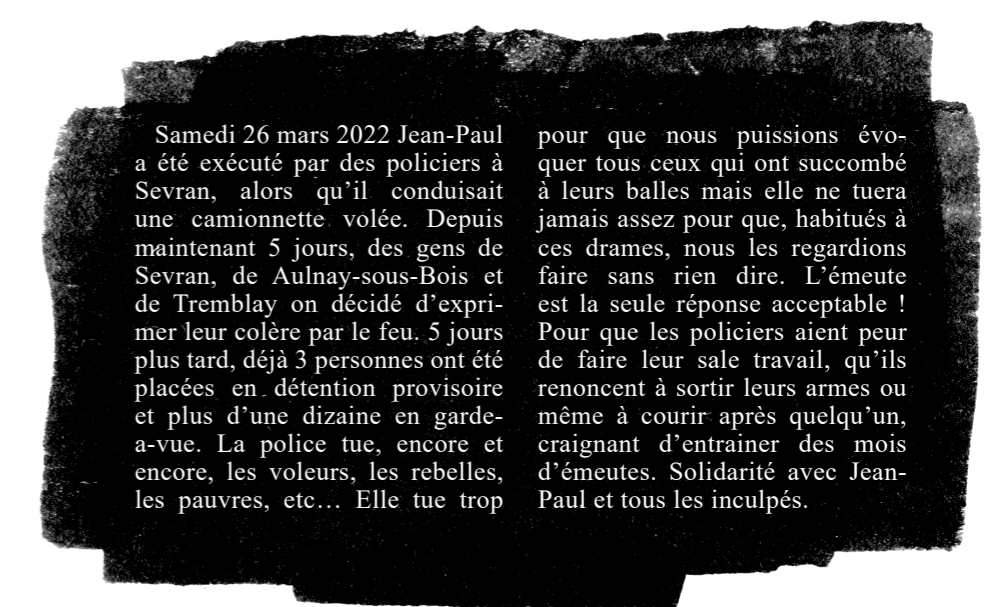 Samedi 26 mars 2022 Jean-Paul
a été exécuté par des policiers à
Sevran, alors qu’il conduisait
une camionnette volée. Depuis
maintenant 5 jours, des gens de
Sevran, de Aulnay-sous-Bois et
de Tremblay on décidé d’expri-
mer leur colère par le feu. 5 jours
plus tard, déjà 3 personnes ont été
placées en détention provisoire
et plus d’une dizaine en garde-
a-vue. La police tue, encore et
encore, les voleurs, les rebelles,
les pauvres, etc… Elle tue trop
pour que nous puissions évo-
quer tous ceux qui ont succombé
à leurs balles mais elle ne tuera
jamais assez pour que, habitués à
ces drames, nous les regardions
faire sans rien dire. L’émeute
est la seule réponse acceptable !
Pour que les policiers aient peur
de faire leur sale travail, qu’ils
renoncent à sortir leurs armes ou
même à courir après quelqu’un,
craignant d’entrainer des mois
d’émeutes. Solidarité avec Jean-
Paul et tous les inculpés.